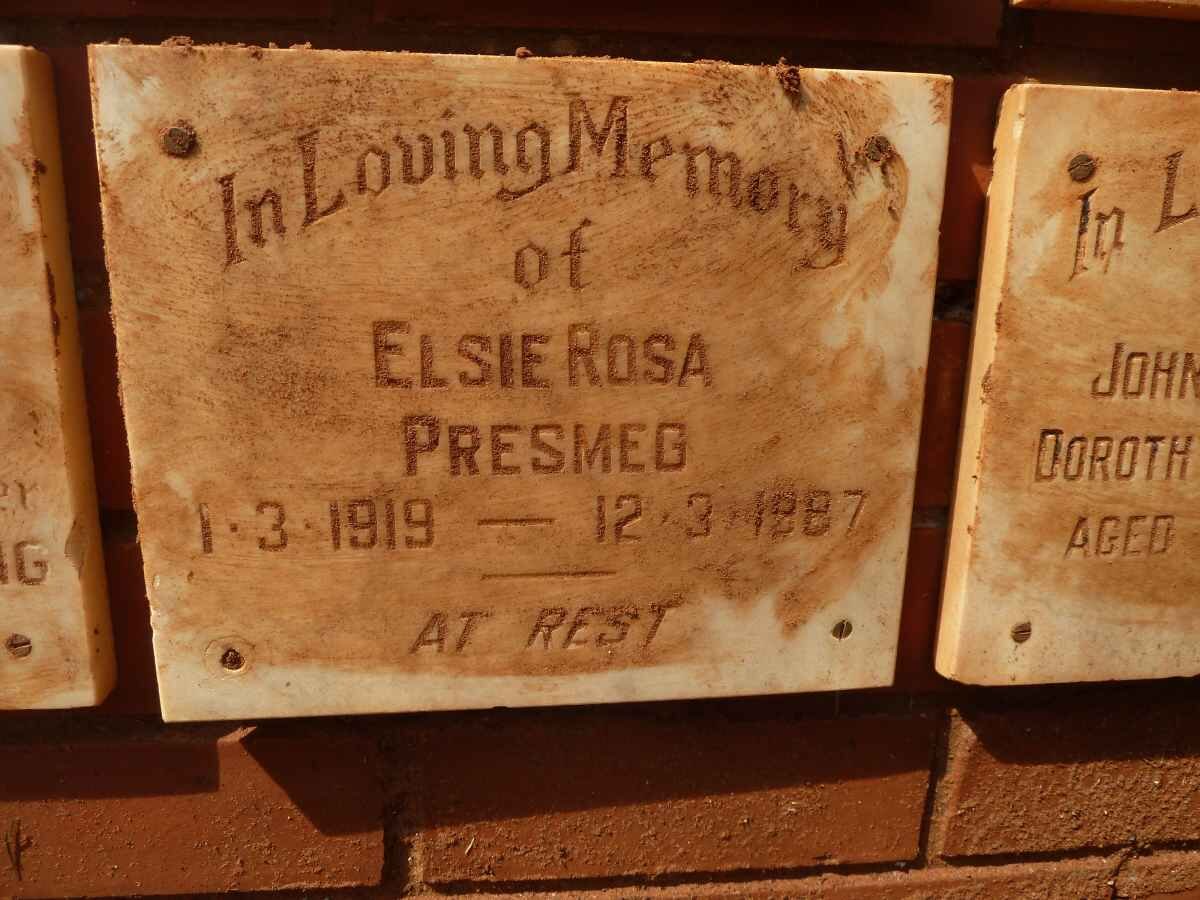 In Loving Memory
of
ELSIE ROSA
PRESMEG
1·3·1919 — 12·3·1987
AT REST
In
JOHN
DOROTH
AGED